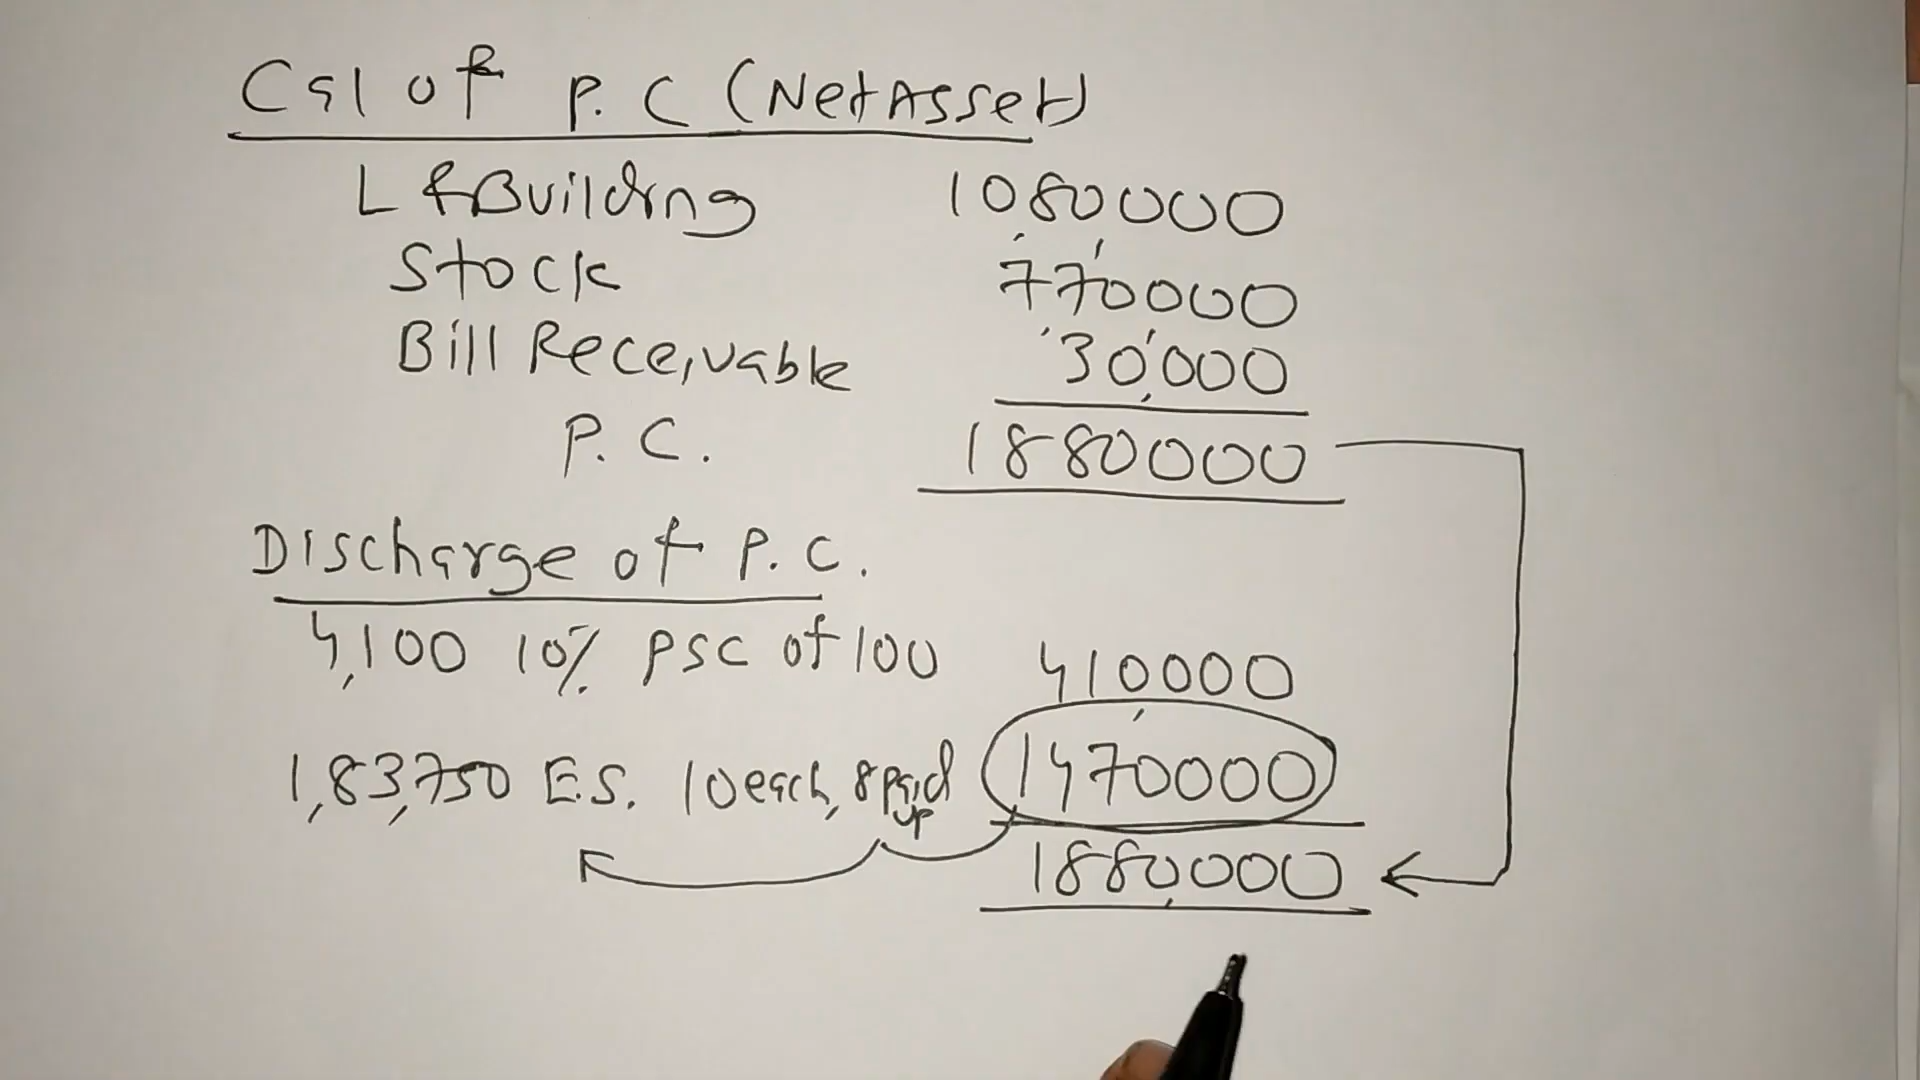 Cal of P.C (Net Asset)
L & Building 1080000
Stock 770000
Bill Receivable 30,000
P.C. 1880000
Discharge of P.C.
4,100 10% PSC of 100 410000
1,83,750 E.S. 10 each, 8 paid up 1470000
1880000